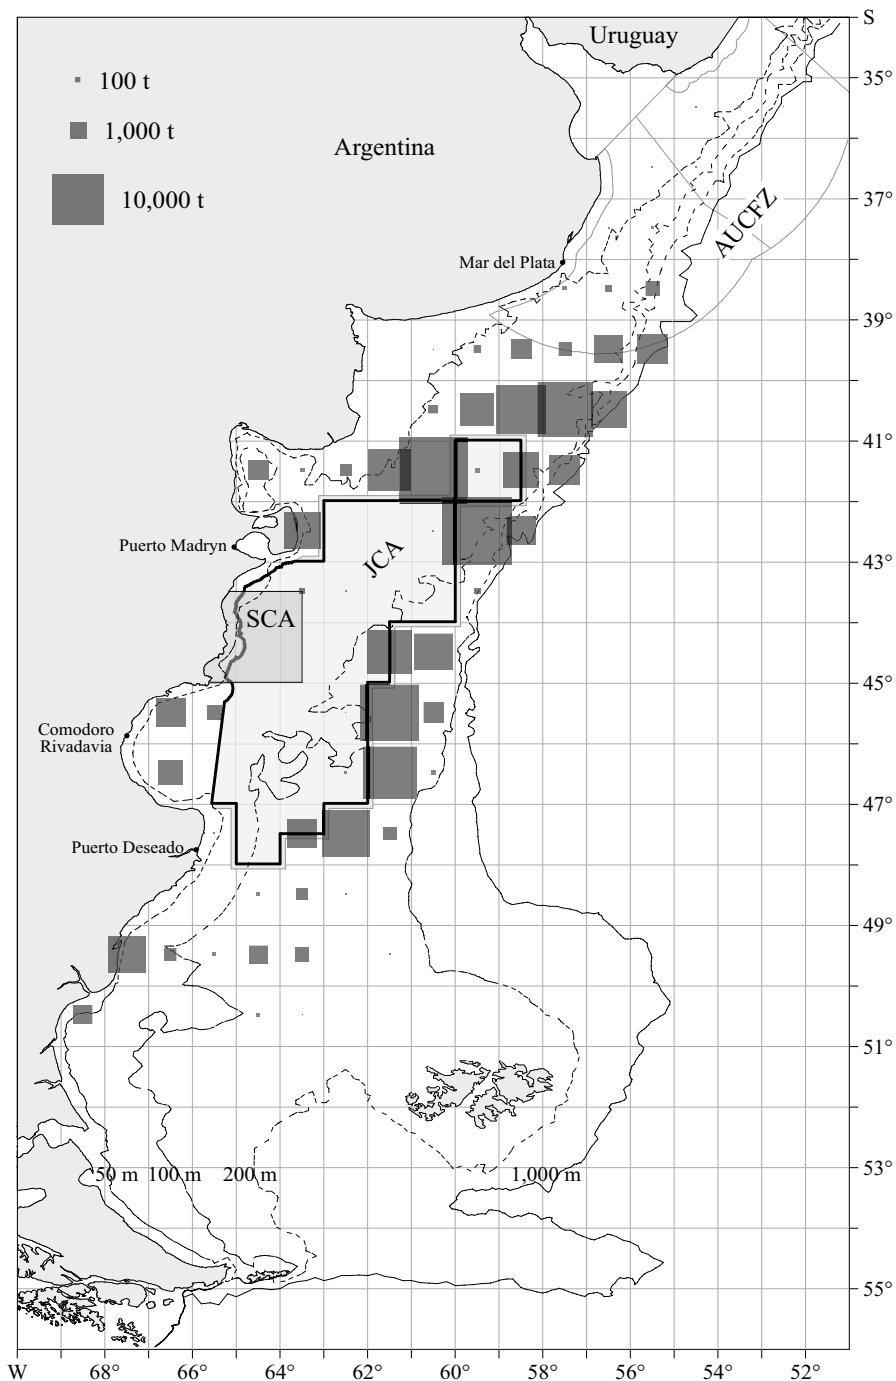 S
Uruguay
35°
100 t
1,000 t
Argentina
10,000 t
37°
AUCFZ
Mar del Plata
39°
41°
Puerto Madryn
JCA
43°
SCA
45°
Comodoro
Rivadavia
47°
Puerto Deseado
49°
51°
50 m
100 m
200 m
1,000 m
53°
55°
W
68°
66°
64°
62°
60°
58°
56°
54°
52°